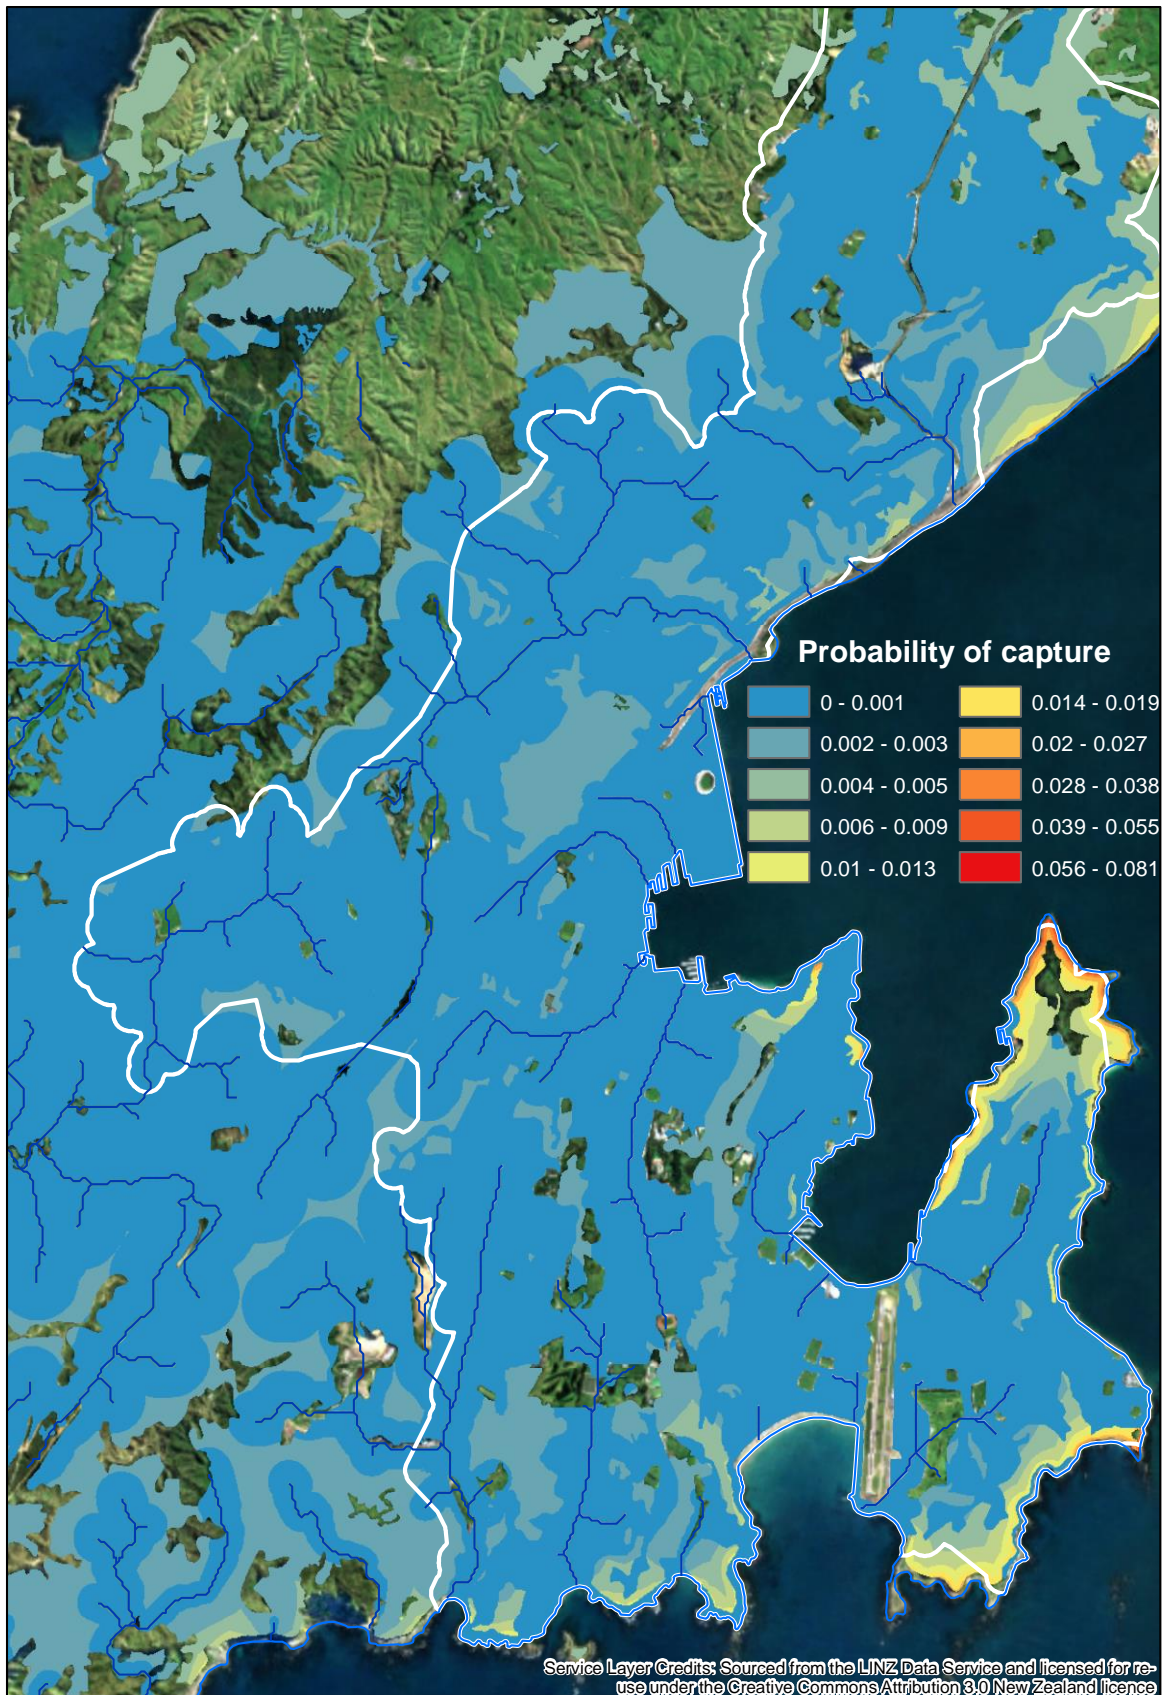 Probability of capture
0 - 0.001
0.002 - 0.003
0.004 - 0.005
0.006 - 0.009
0.01 - 0.013
0.014 - 0.019
0.02 - 0.027
0.028 - 0.038
0.039 - 0.055
0.056 - 0.081
Service Layer Credits: Sourced from the LINZ Data Service and licensed for re-
use under the Creative Commons Attribution 3.0 New Zealand licence